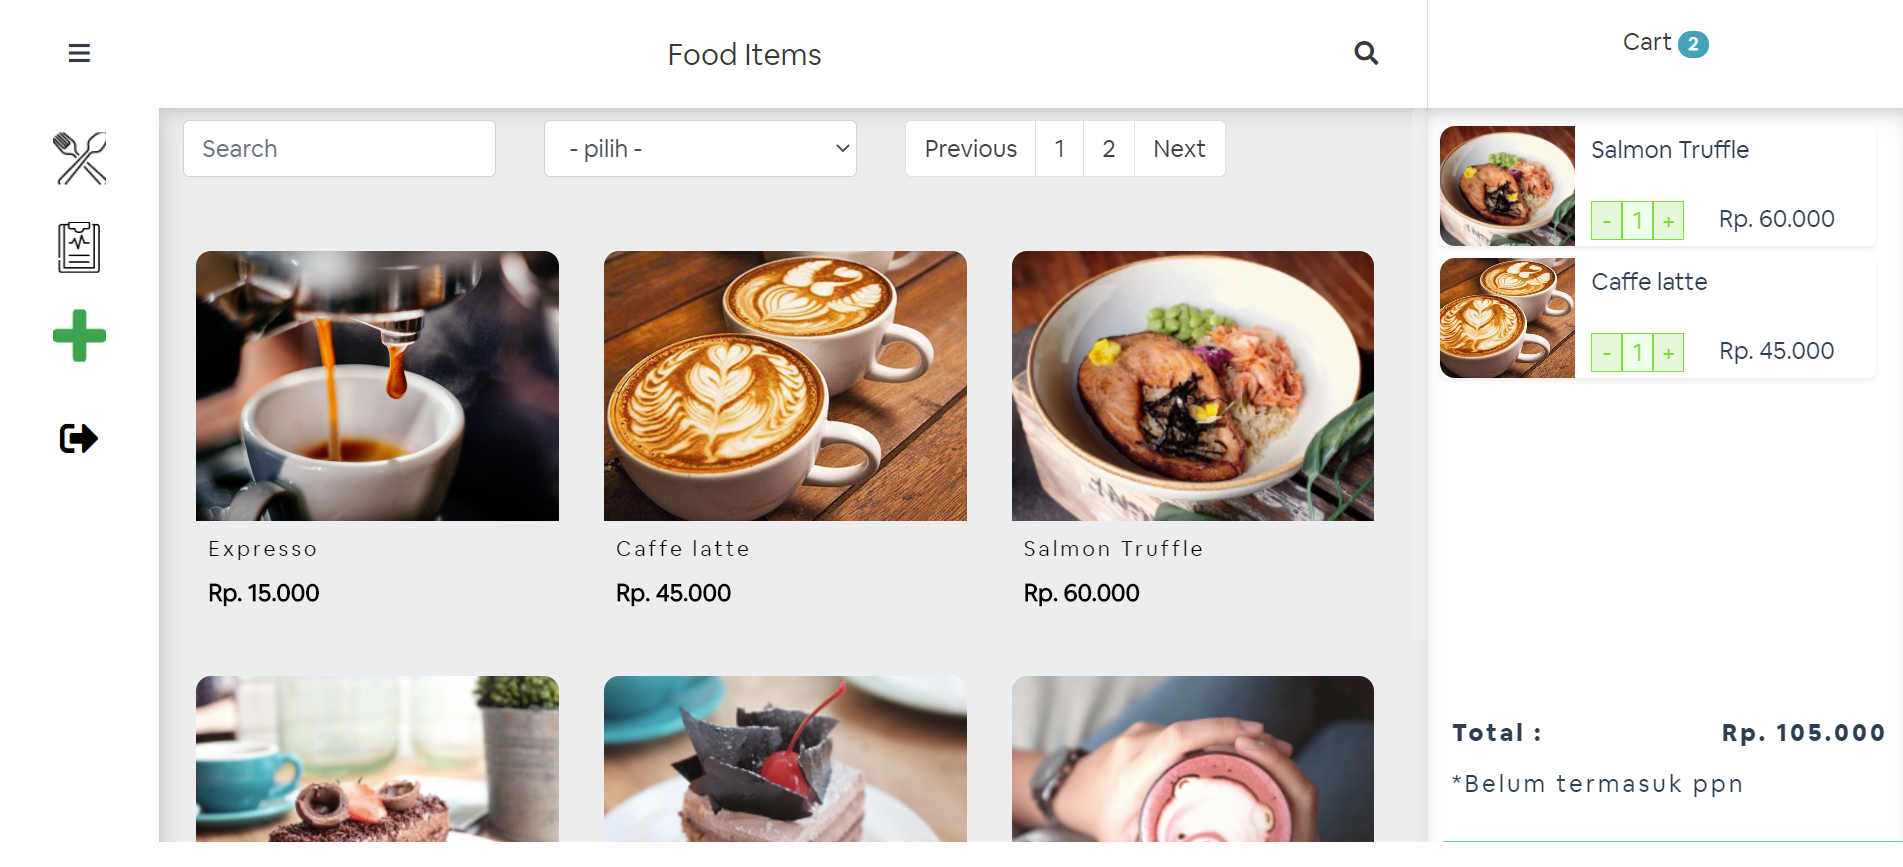 Food Items
Cart 2
Search
- pilih -
Previous 1 2 Next
Expresso
Rp. 15.000
Caffe latte
Rp. 45.000
Salmon Truffle
Rp. 60.000
Salmon Truffle
- 1 + Rp. 60.000
Caffe latte
- 1 + Rp. 45.000
Total : Rp. 105.000
*Belum termasuk ppn